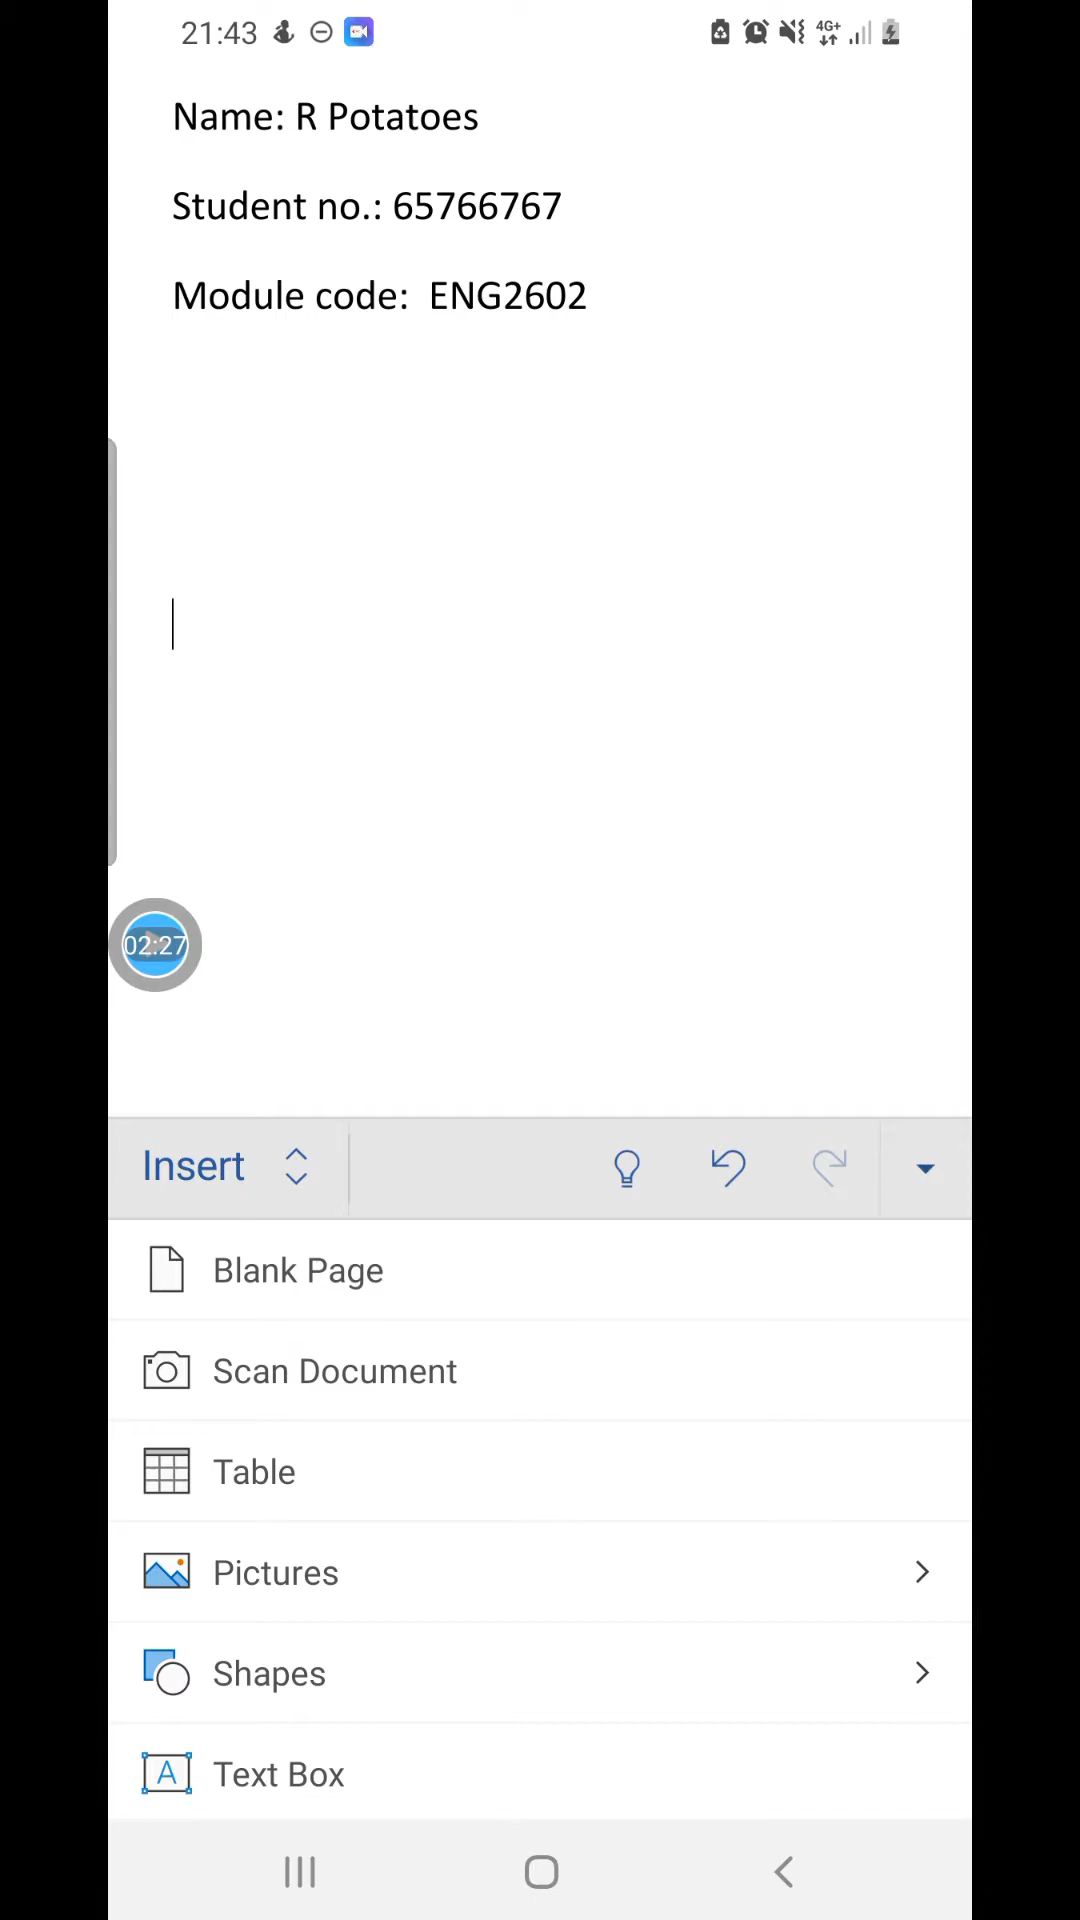 21:43
4G+
Name: R Potatoes
Student no.: 65766767
Module code: ENG2602
02:27
Insert
Blank Page
Scan Document
Table
Pictures
Shapes
A Text Box